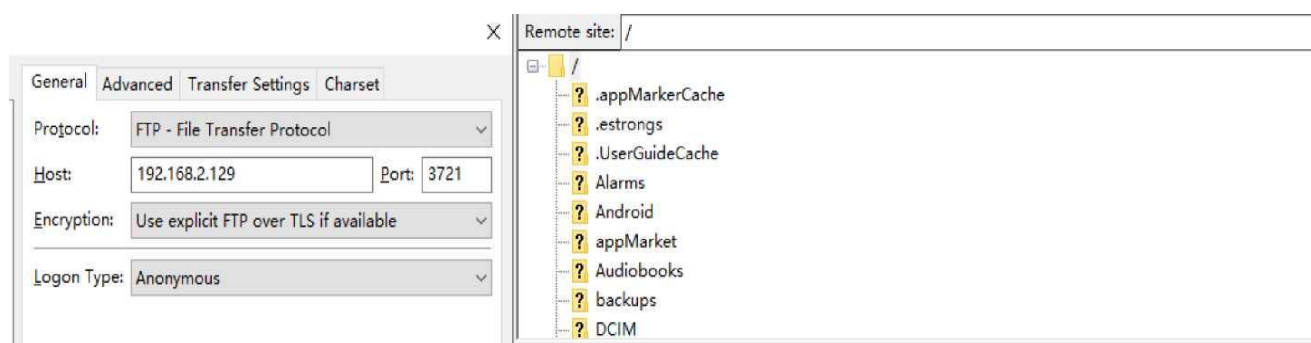 General Advanced Transfer Settings Charset
Protocol: FTP - File Transfer Protocol
Host: 192.168.2.129 Port: 3721
Encryption: Use explicit FTP over TLS if available
Logon Type: Anonymous
Remote site: /
/
.appMarkerCache
.estrongs
.UserGuideCache
Alarms
Android
appMarket
Audiobooks
backups
DCIM